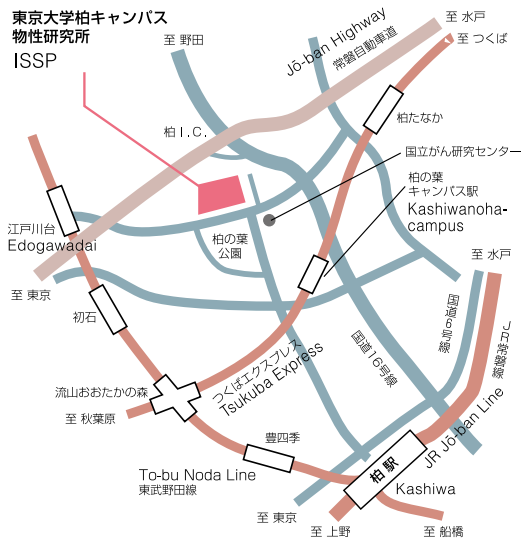 東京大学柏キャンパス
物性研究所
ISSP
至 水戸
至 つくば
至 野田
Jō-ban Highway
常磐自動車道
柏 I.C.
柏たなか
国立がん研究センター
柏の葉
キャンパス駅
Kashiwanoha-
campus
江戸川台
Edogawadai
柏の葉
公園
至 水戸
至 東京
初石
国道6号線
JR常磐線
国道16号線
つくばエクスプレス
Tsukuba Express
流山おおたかの森
至 秋葉原
豊四季
JR Jō-ban Line
To-bu Noda Line
東武野田線
柏 駅
Kashiwa
至 東京
至 上野
至 船橋